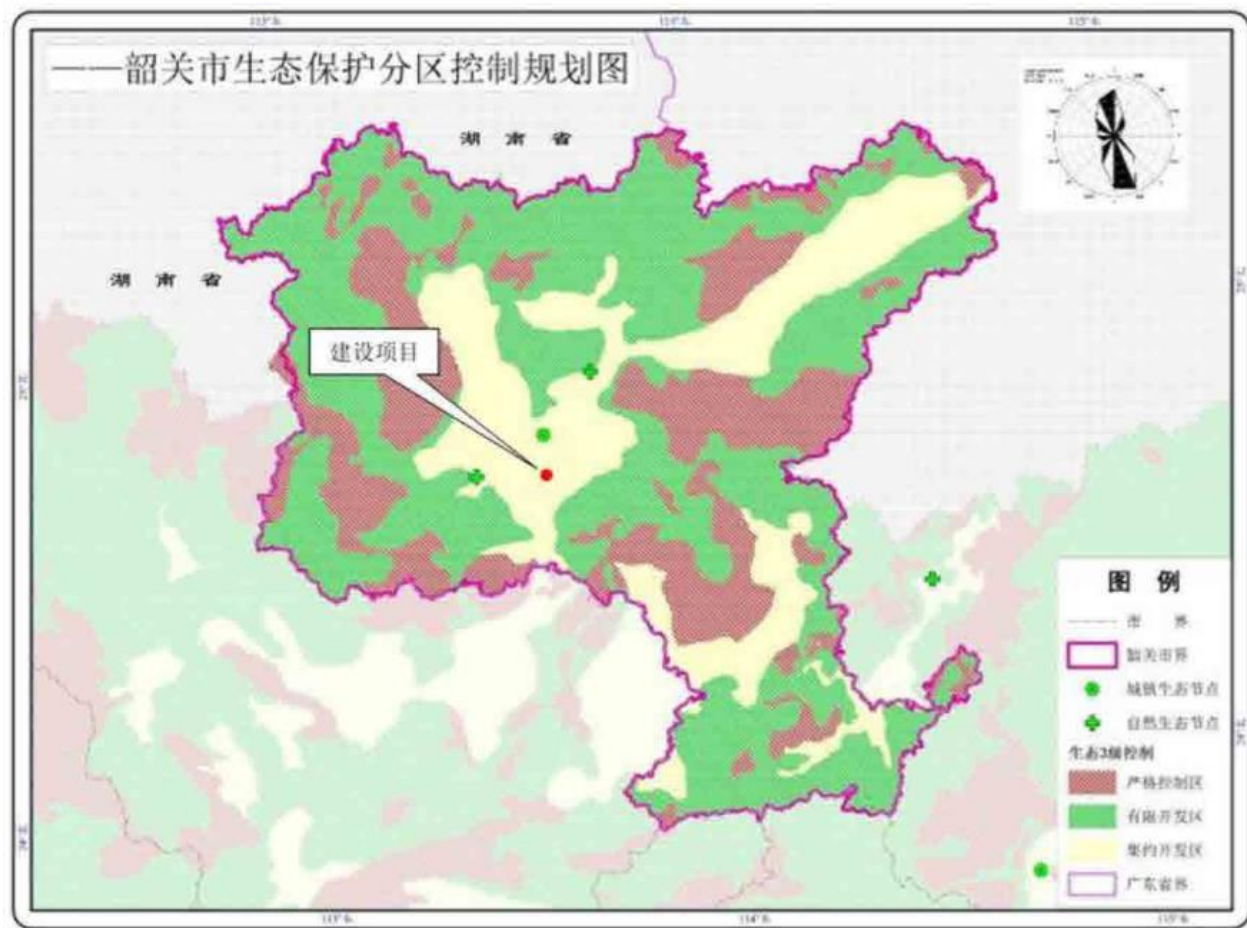 ——韶关市生态保护分区控制规划图
湖 南 省
湖 南 省
建设项目
图 例
市 界
韶关市界
城镇生态节点
自然生态节点
生态3级控制
严格控制区
有限开发区
集约开发区
广东省界